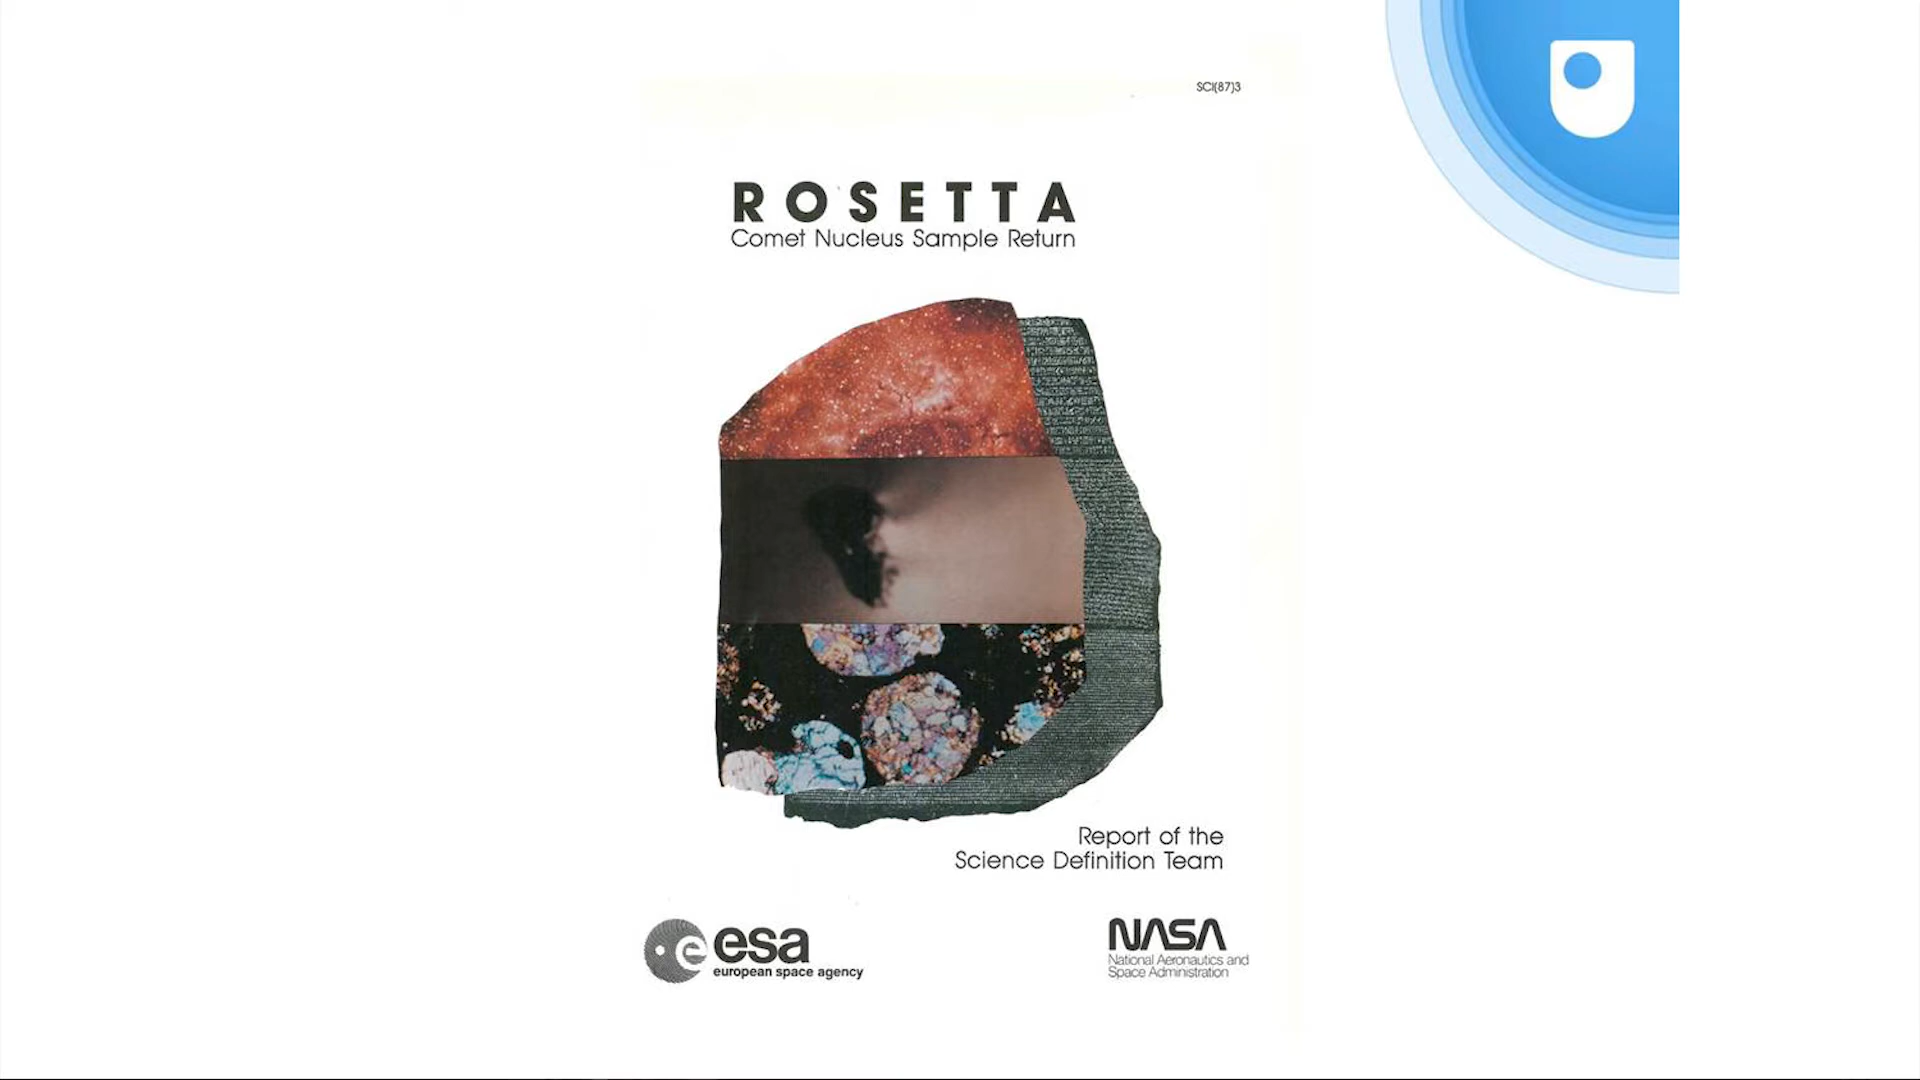 SCI(87)3
ROSETTA
Comet Nucleus Sample Return
Report of the
Science Definition Team
esa
european space agency
NASA
National Aeronautics and
Space Administration